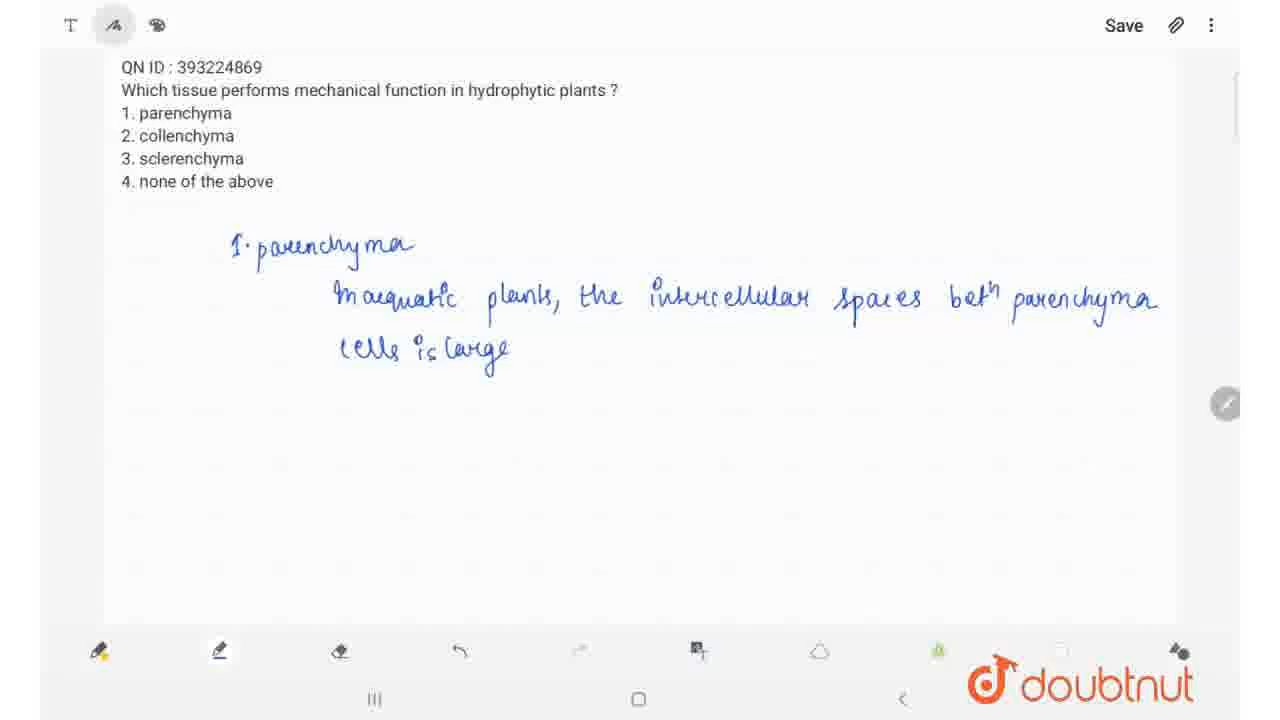 T
Save
QN ID : 393224869
Which tissue performs mechanical function in hydrophytic plants ?
1. parenchyma
2. collenchyma
3. sclerenchyma
4. none of the above
1. parenchyma
In aequatic plants, the intercellular spaces betn parenchyma
cells is large
doubtnut